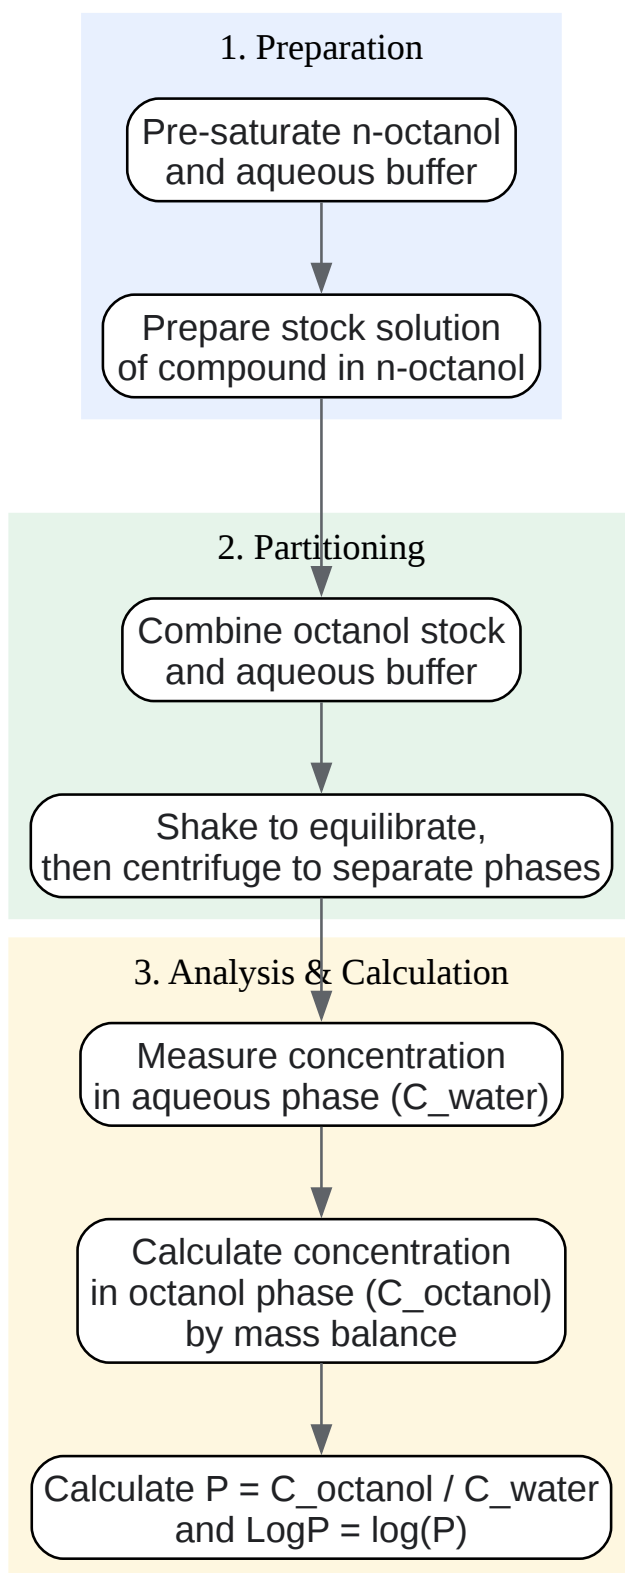 1. Preparation
Pre-saturate n-octanol
and aqueous buffer
Prepare stock solution
of compound in n-octanol
2. Partitioning
Combine octanol stock
and aqueous buffer
Shake to equilibrate,
then centrifuge to separate phases
3. Analysis & Calculation
Measure concentration
in aqueous phase (C_water)
Calculate concentration
in octanol phase (C_octanol)
by mass balance
Calculate P = C_octanol / C_water
and LogP = log(P)